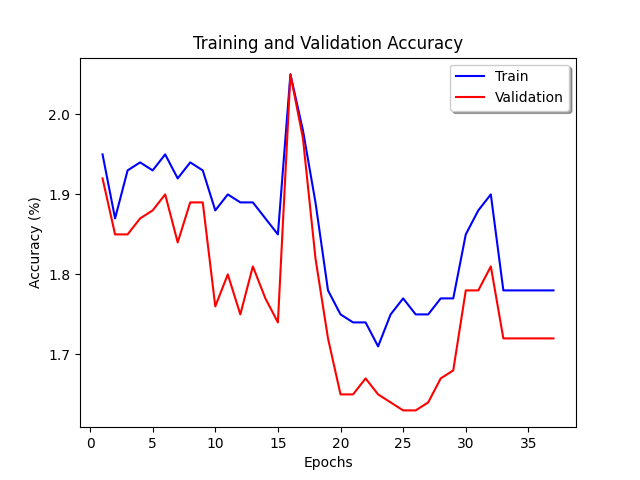 Training and Validation Accuracy
Train
Validation
Accuracy (%)
2.0
1.9
1.8
1.7
0 5 10 15 20 25 30 35
Epochs